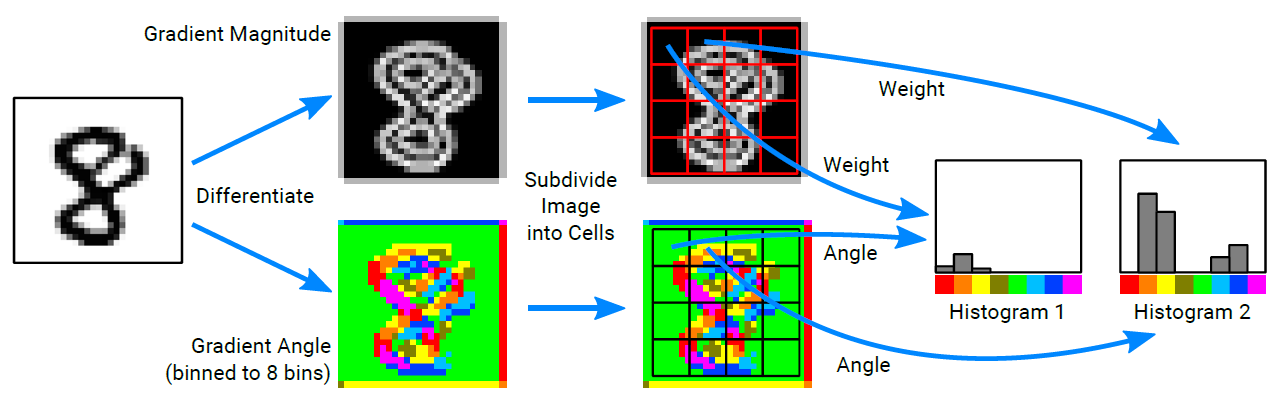 Gradient Magnitude
Differentiate
Gradient Angle
(binned to 8 bins)
Subdivide
Image
into Cells
Weight
Weight
Angle
Angle
Histogram 1
Histogram 2